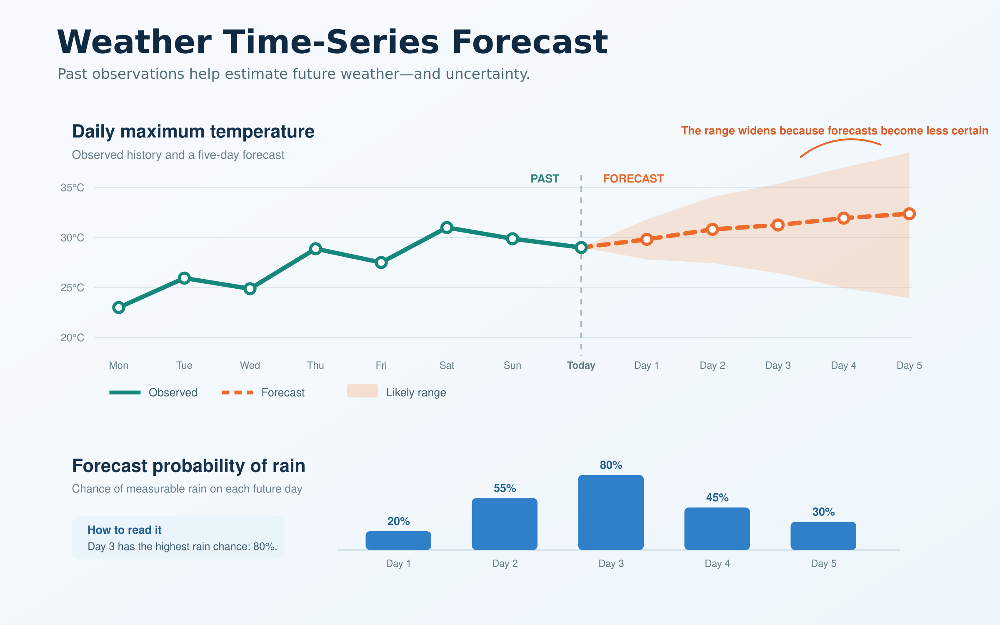 Weather Time-Series Forecast
Past observations help estimate future weather—and uncertainty.
Daily maximum temperature
Observed history and a five-day forecast
The range widens because forecasts become less certain
PAST
FORECAST
35°C
30°C
25°C
20°C
Mon
Tue
Wed
Thu
Fri
Sat
Sun
Today
Day 1
Day 2
Day 3
Day 4
Day 5
Observed
Forecast
Likely range
Forecast probability of rain
Chance of measurable rain on each future day
How to read it
Day 3 has the highest rain chance: 80%.
20%
55%
80%
45%
30%
Day 1
Day 2
Day 3
Day 4
Day 5